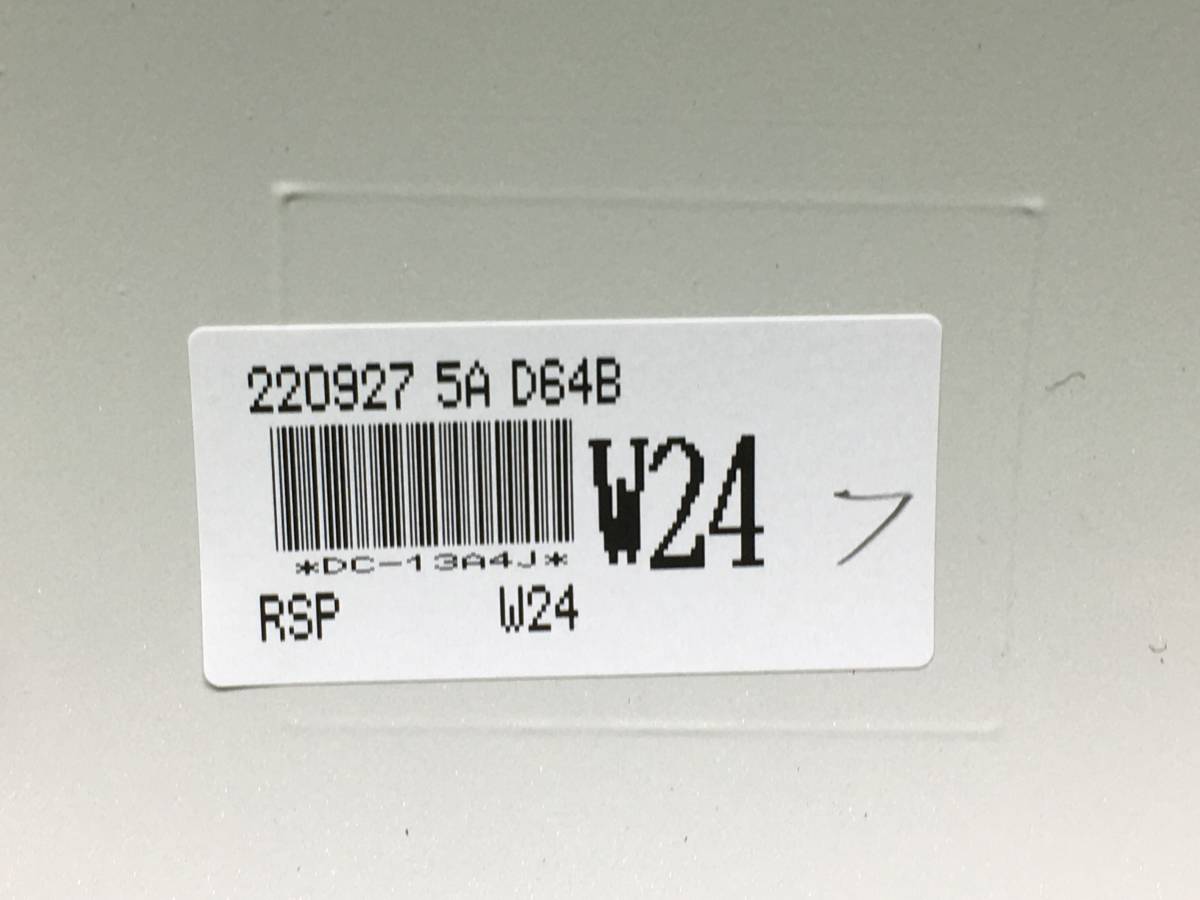 220927 5A D64B
W24
フ
*DC-13A4J*
RSP W24